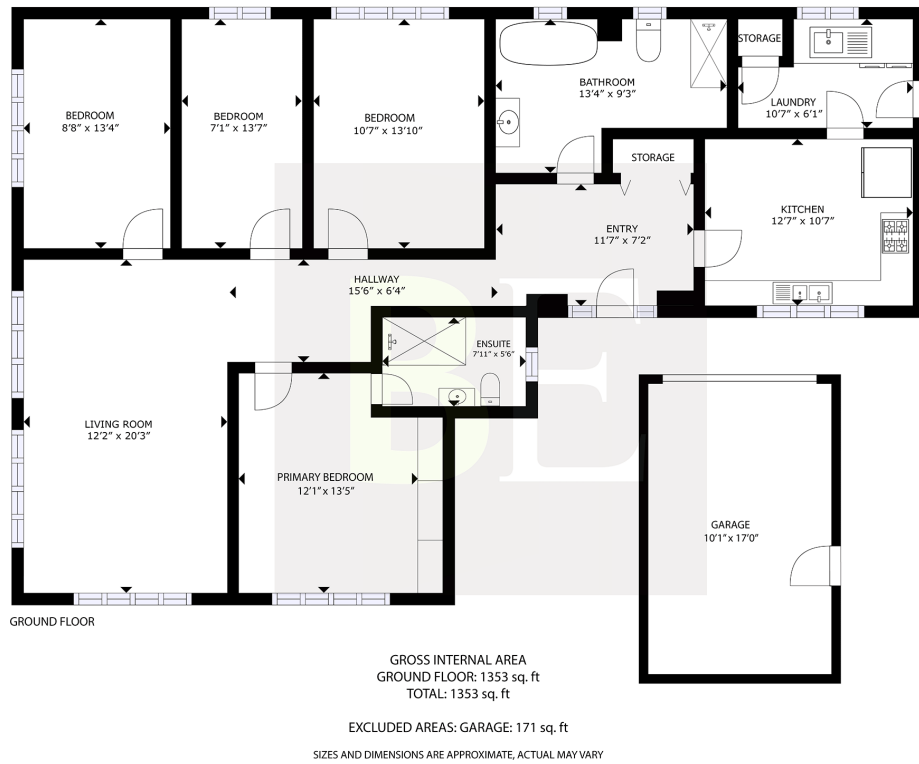 BEDROOM
8'8" x 13'4"
BEDROOM
7'1" x 13'7"
BEDROOM
10'7" x 13'10"
BATHROOM
13'4" x 9'3"
STORAGE
LAUNDRY
10'7" x 6'1"
STORAGE
KITCHEN
12'7" x 10'7"
ENTRY
11'7" x 7'2"
HALLWAY
15'6" x 6'4"
ENSUITE
7'11" x 5'6"
LIVING ROOM
12'2" x 20'3"
PRIMARY BEDROOM
12'1" x 13'5"
GARAGE
10'1" x 17'0"
BE
GROUND FLOOR
GROSS INTERNAL AREA
GROUND FLOOR: 1353 sq. ft
TOTAL: 1353 sq. ft
EXCLUDED AREAS: GARAGE: 171 sq. ft
SIZES AND DIMENSIONS ARE APPROXIMATE, ACTUAL MAY VARY